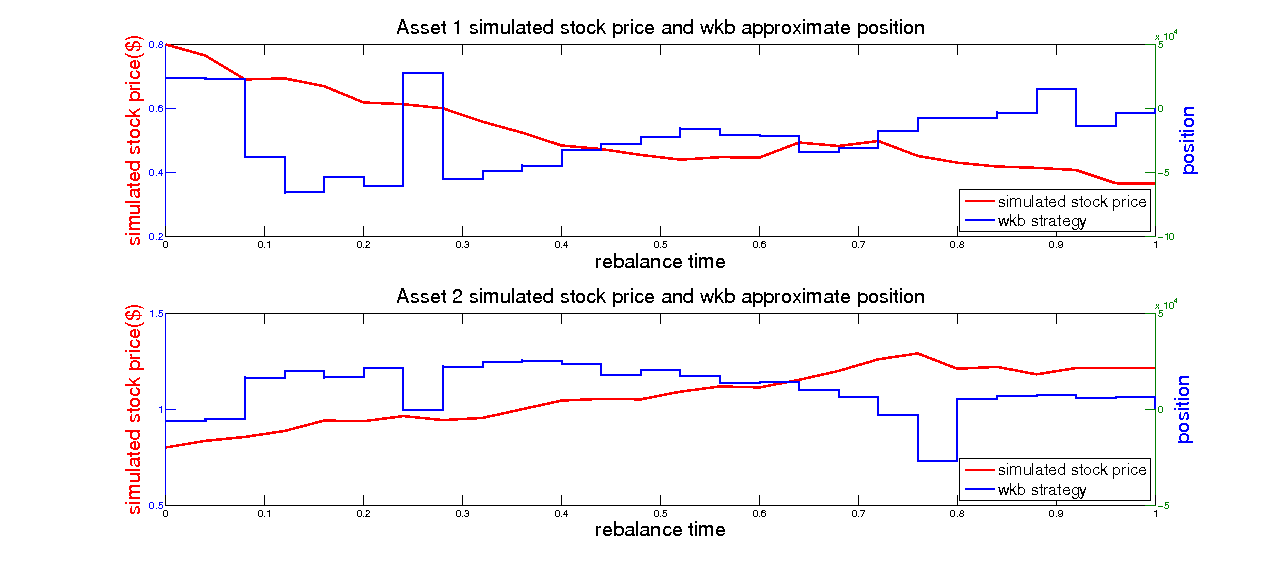 Asset 1 simulated stock price and wkb approximate position
x 10^4
simulated stock price($)
0.8
0.6
0.4
0.2
5
0
-5
-10
position
simulated stock price
wkb strategy
0 0.1 0.2 0.3 0.4 0.5 0.6 0.7 0.8 0.9 1
rebalance time
Asset 2 simulated stock price and wkb approximate position
x 10^4
simulated stock price($)
1.5
1
0.5
5
0
-5
position
simulated stock price
wkb strategy
0 0.1 0.2 0.3 0.4 0.5 0.6 0.7 0.8 0.9 1
rebalance time